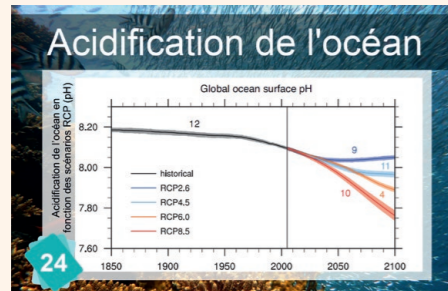 Acidification de l'océan
Global ocean surface pH
Acidification de l'océan en
fonction des scénarios RCP (pH)
8.20
8.00
7.80
7.60
12
9
11
4
10
historical
RCP2.6
RCP4.5
RCP6.0
RCP8.5
1850
1900
1950
2000
2050
2100
24